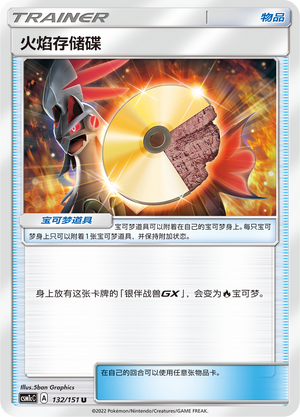 TRAINER 物品
火焰存储碟
宝可梦道具
宝可梦道具可以附着在自己的宝可梦身上。每只宝可
梦身上只可以附着1张宝可梦道具，并保持附加状态。
身上放有这张卡牌的「银伴战兽GX」，会变为🔥宝可梦。
在自己的回合可以使用任意张物品卡。
Illus.5ban Graphics
CSM1cC A 132/151 U
©2022 Pokémon/Nintendo/Creatures/GAME FREAK.